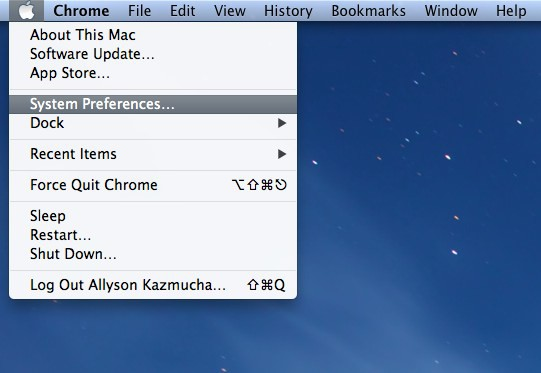 Chrome File Edit View History Bookmarks Window Help
About This Mac
Software Update…
App Store…
System Preferences…
Dock
Recent Items
Force Quit Chrome ⌥⇧⌘⎋
Sleep
Restart…
Shut Down…
Log Out Allyson Kazmucha… ⇧⌘Q